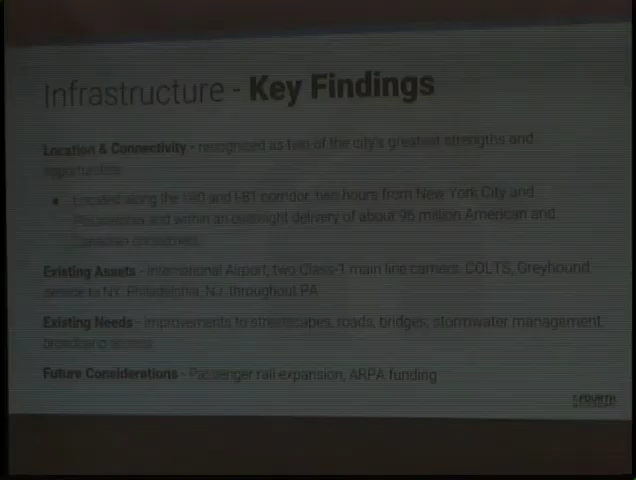 Infrastructure - Key Findings
Location & Connectivity - recognized as two of the city's greatest strengths and
opportunities
• Located along the I-80 and I-81 corridor, two hours from New York City and
Philadelphia and within an overnight delivery of about 96 million American and
Canadian consumers
Existing Assets - International Airport, two Class-1 main line carriers, COLTS, Greyhound
service to NY, Philadelphia, NJ, throughout PA
Existing Needs - improvements to streetscapes, roads, bridges, stormwater management,
broadband access
Future Considerations - Passenger rail expansion, ARPA funding
FOURTH
ECONOMY